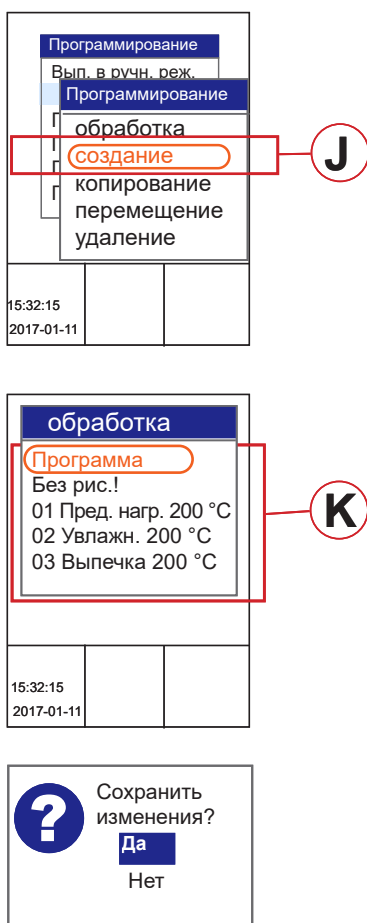 Программирование
Вып. в ручн. реж.
Программирование
обработка
создание
копирование
перемещение
удаление
J
15:32:15
2017-01-11
обработка
Программа
Без рис.!
01 Пред. нагр. 200 °C
02 Увлажн. 200 °C
03 Выпечка 200 °C
K
15:32:15
2017-01-11
?
Сохранить
изменения?
Да
Нет